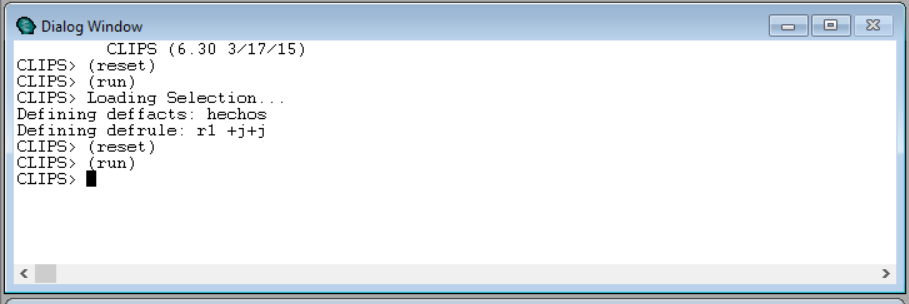 Dialog Window
CLIPS (6.30 3/17/15)
CLIPS> (reset)
CLIPS> (run)
CLIPS> Loading Selection...
Defining deffacts: hechos
Defining defrule: r1 +j+j
CLIPS> (reset)
CLIPS> (run)
CLIPS>